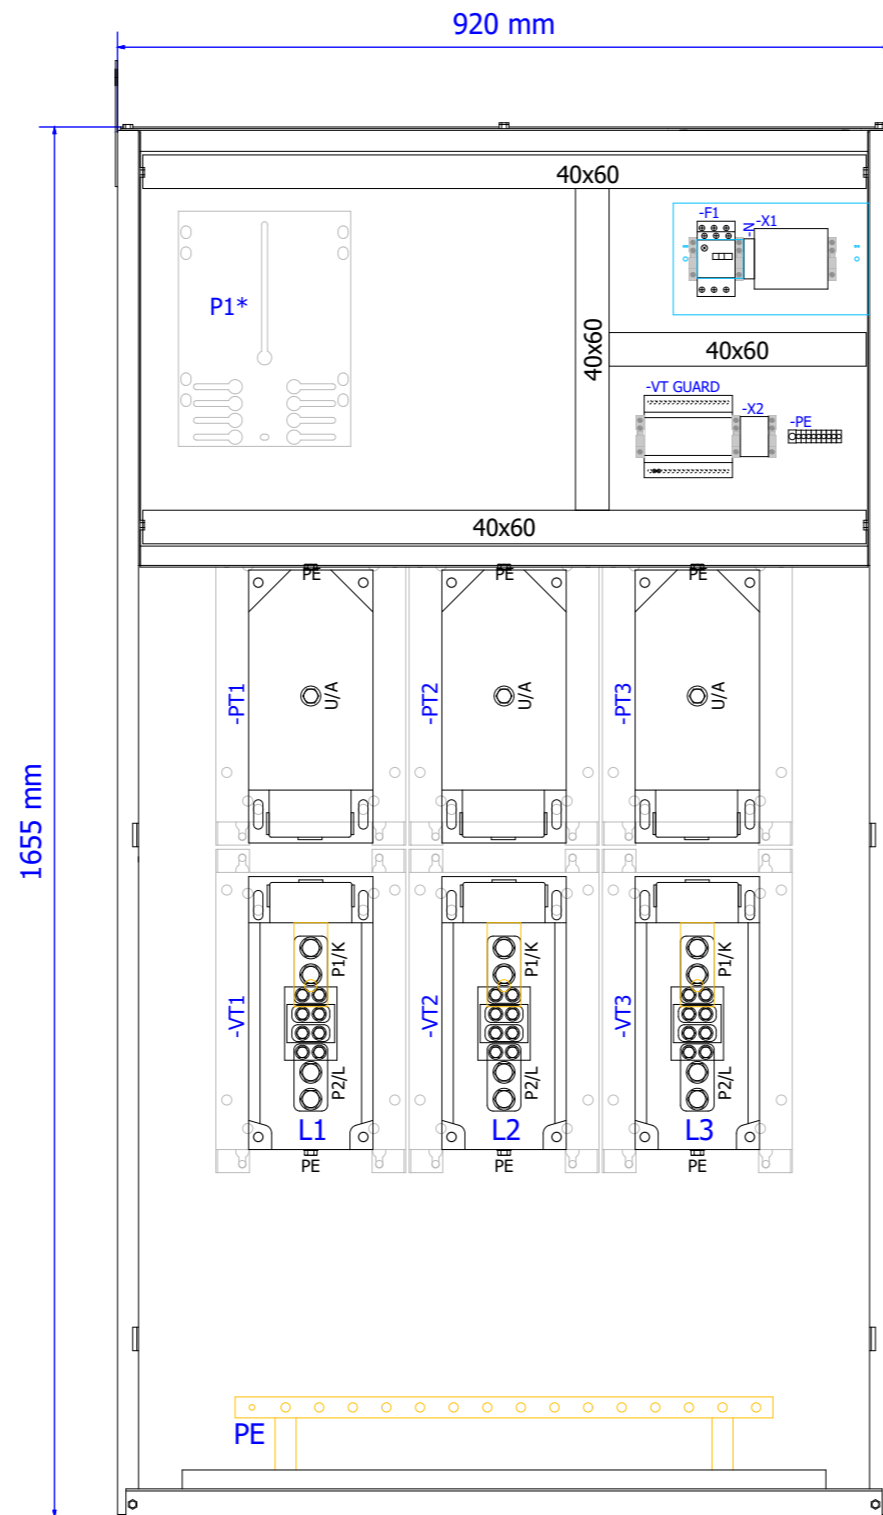 920 mm
40x60
-F1
-N
-X1
P1*
40x60
40x60
-VT GUARD
-X2
-PE
40x60
PE
PE
PE
-PT1
U/A
-PT2
U/A
-PT3
U/A
1655 mm
-VT1
P1/K
P2/L
-VT2
P1/K
P2/L
-VT3
P1/K
P2/L
L1
L2
L3
PE
PE
PE
PE